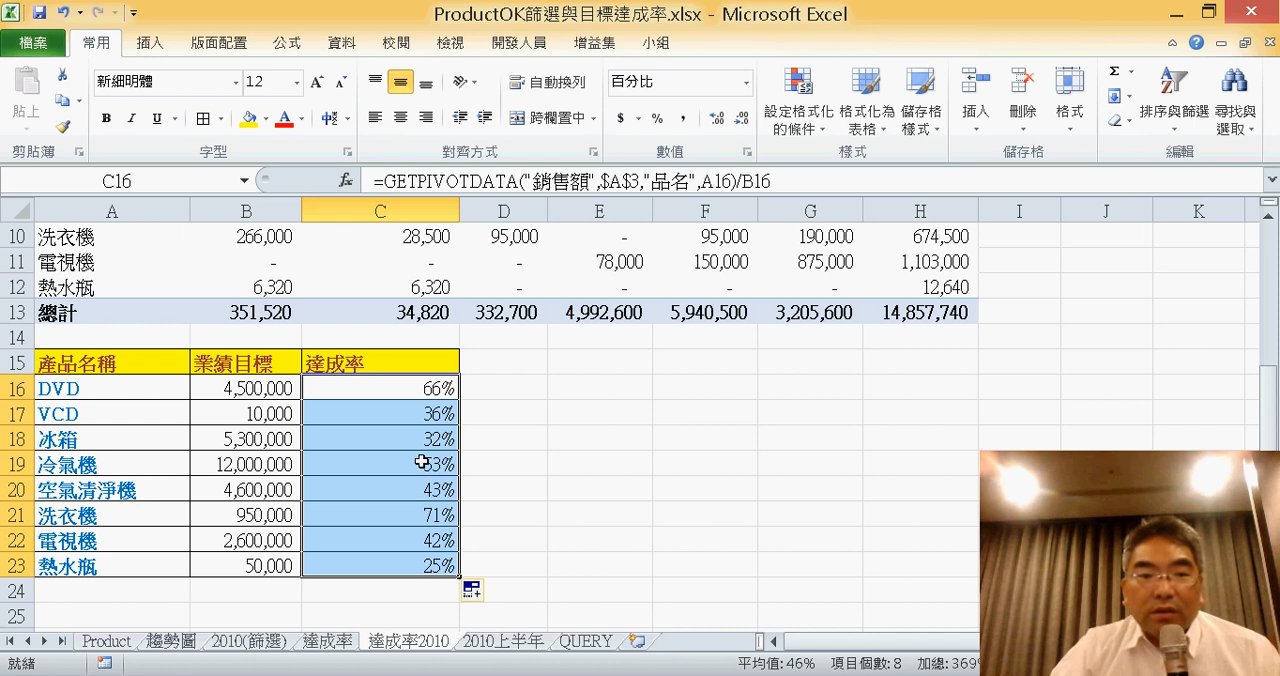 ProductOK篩選與目標達成率.xlsx - Microsoft Excel
檔案 常用 插入 版面配置 公式 資料 校閱 檢視 開發人員 增益集 小組
貼上 新細明體 12 自動換列 百分比
B I U 跨欄置中 $ % ,
設定格式化的條件 格式化為表格 儲存格樣式 插入 刪除 格式 排序與篩選 尋找與選取
剪貼簿 字型 對齊方式 數值 樣式 儲存格 編輯
C16 fx =GETPIVOTDATA("銷售額",$A$3,"品名",A16)/B16
A B C D E F G H I J K
10 洗衣機 266,000 28,500 95,000 - 95,000 190,000 674,500
11 電視機 - - - 78,000 150,000 875,000 1,103,000
12 熱水瓶 6,320 6,320 - - - - 12,640
13 總計 351,520 34,820 332,700 4,992,600 5,940,500 3,205,600 14,857,740
14
15 產品名稱 業績目標 達成率
16 DVD 4,500,000 66%
17 VCD 10,000 36%
18 冰箱 5,300,000 32%
19 冷氣機 12,000,000 3%
20 空氣清淨機 4,600,000 43%
21 洗衣機 950,000 71%
22 電視機 2,600,000 42%
23 熱水瓶 50,000 25%
24
25
Product 趨勢圖 2010(篩選) 達成率 達成率2010 2010上半年 QUERY
就緒 平均值: 46% 項目個數: 8 加總: 369%